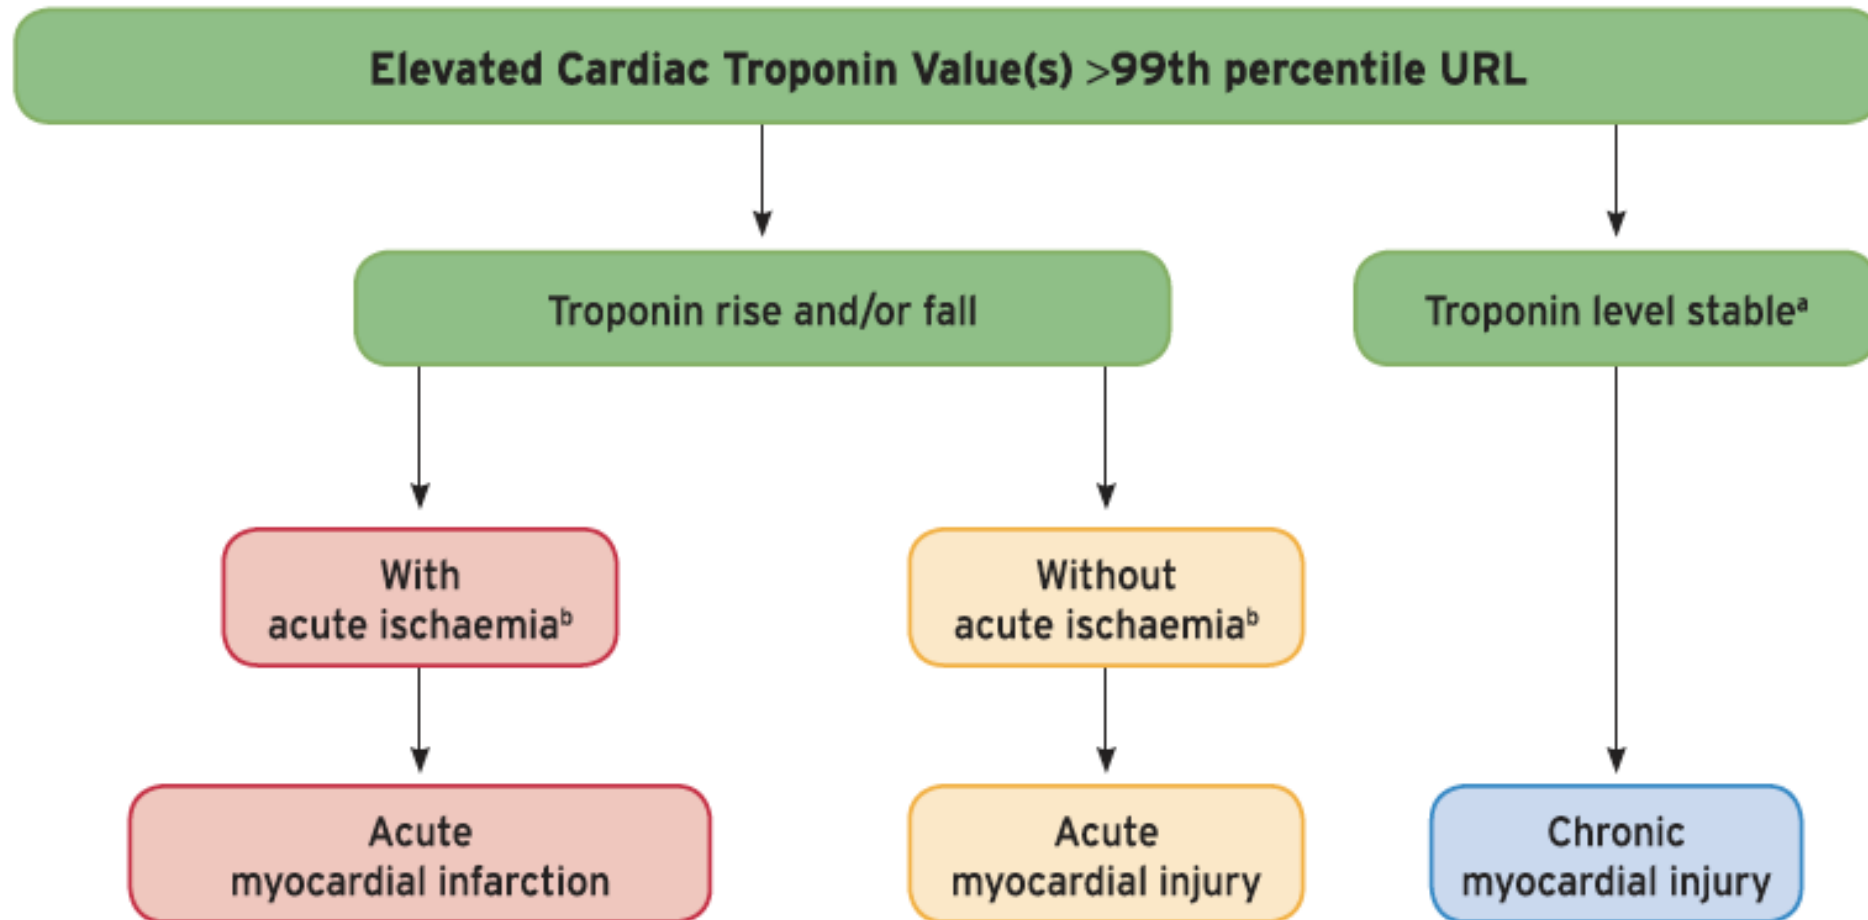 Elevated Cardiac Troponin Value(s) >99th percentile URL
Troponin rise and/or fall
Troponin level stableᵃ
With
acute ischaemiaᵇ
Without
acute ischaemiaᵇ
Acute
myocardial infarction
Acute
myocardial injury
Chronic
myocardial injury